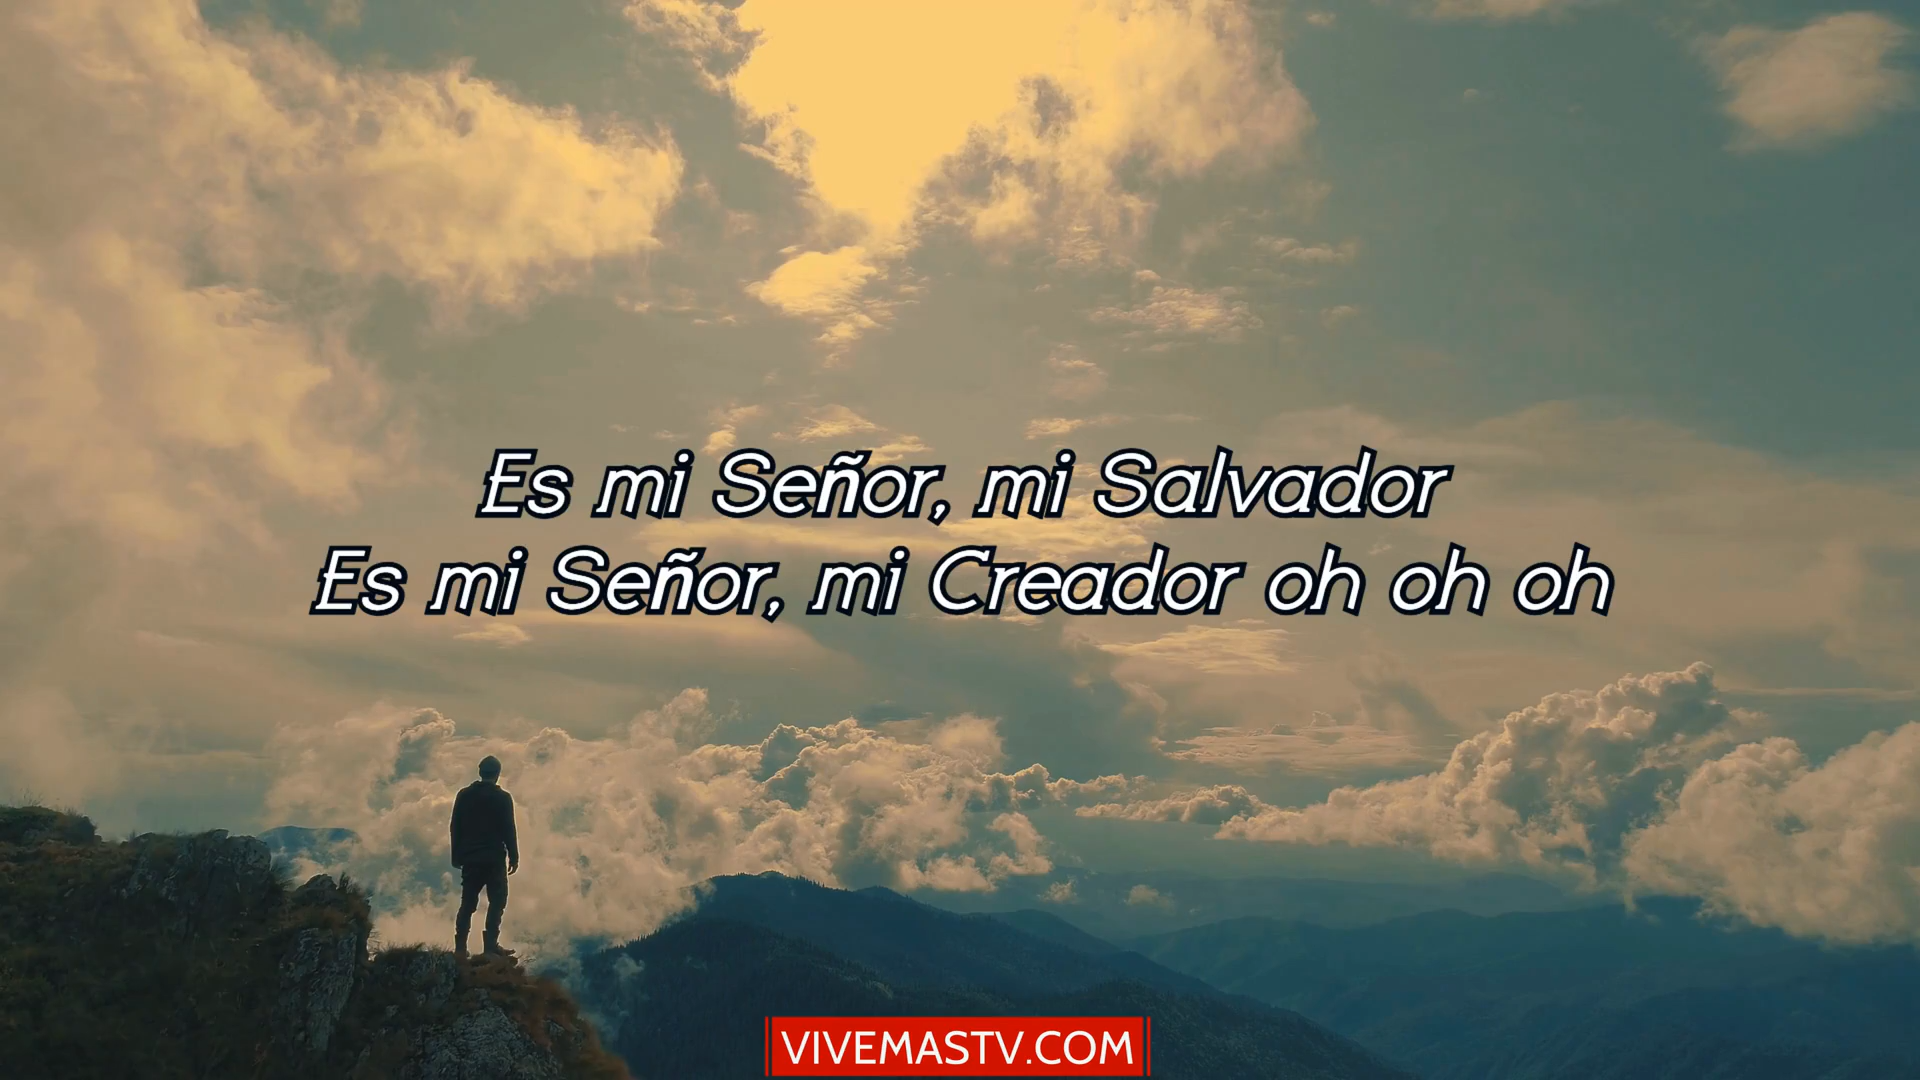 Es mi Señor, mi Salvador
Es mi Señor, mi Creador oh oh oh
VIVEMASTV.COM